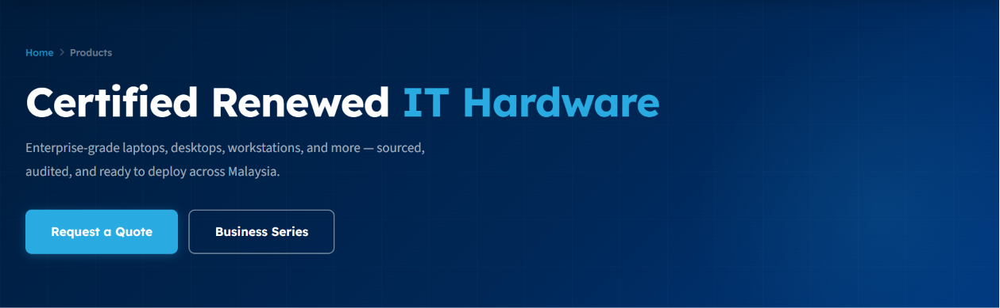 Home > Products
Certified Renewed IT Hardware
Enterprise-grade laptops, desktops, workstations, and more — sourced,
audited, and ready to deploy across Malaysia.
Request a Quote
Business Series